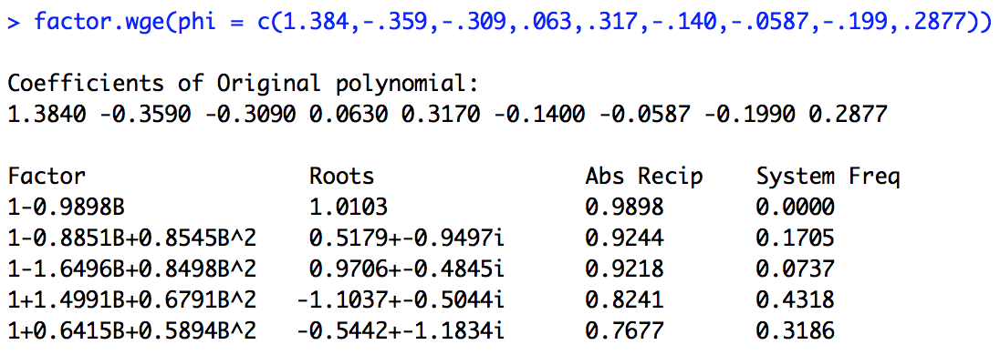 > factor.wge(phi = c(1.384,-.359,-.309,.063,.317,-.140,-.0587,-.199,.2877))
Coefficients of Original polynomial:
1.3840 -0.3590 -0.3090 0.0630 0.3170 -0.1400 -0.0587 -0.1990 0.2877
Factor Roots Abs Recip System Freq
1-0.9898B 1.0103 0.9898 0.0000
1-0.8851B+0.8545B^2 0.5179+-0.9497i 0.9244 0.1705
1-1.6496B+0.8498B^2 0.9706+-0.4845i 0.9218 0.0737
1+1.4991B+0.6791B^2 -1.1037+-0.5044i 0.8241 0.4318
1+0.6415B+0.5894B^2 -0.5442+-1.1834i 0.7677 0.3186